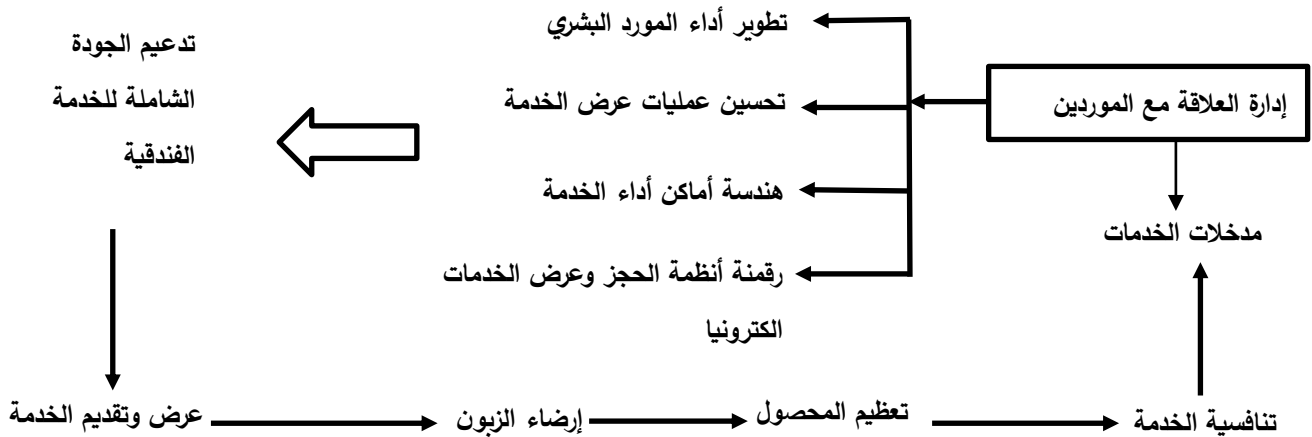 إدارة العلاقة مع الموردين
مدخلات الخدمات
تطوير أداء المورد البشري
تحسين عمليات عرض الخدمة
هندسة أماكن أداء الخدمة
رقمنة أنظمة الحجز وعرض الخدمات
الكترونيا
تدعيم الجودة
الشاملة للخدمة
الفندقية
عرض وتقديم الخدمة
إرضاء الزبون
تعظيم المحصول
تنافسية الخدمة